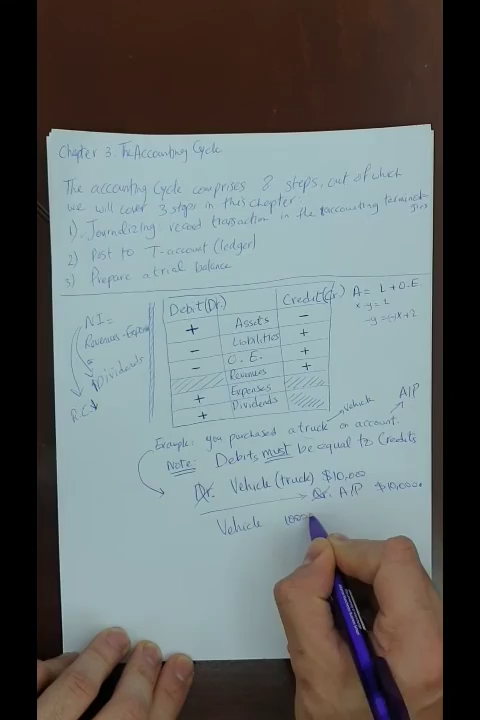 Chapter 3. The Accounting Cycle
The accounting Cycle comprises 8 steps, out of which
we will cover 3 steps in this chapter:
1). Journalizing: record transaction in the accounting
2) Post to T-account (ledger)
3) Prepare a trial balance
Debit (Dr.) Credit (Cr.)
+ Assets -
- Liabilities +
- O.E. +
Revenues +
+ Expenses
+ Dividends
A = L + O.E.
NI =
Revenues - Expens
Dividends
vehicle
A/P
Example: you purchased a truck on account.
Note: Debits must be equal to Credits
Dr. Vehicle (truck) $10,000
A/P $10,000
Vehicle 1000